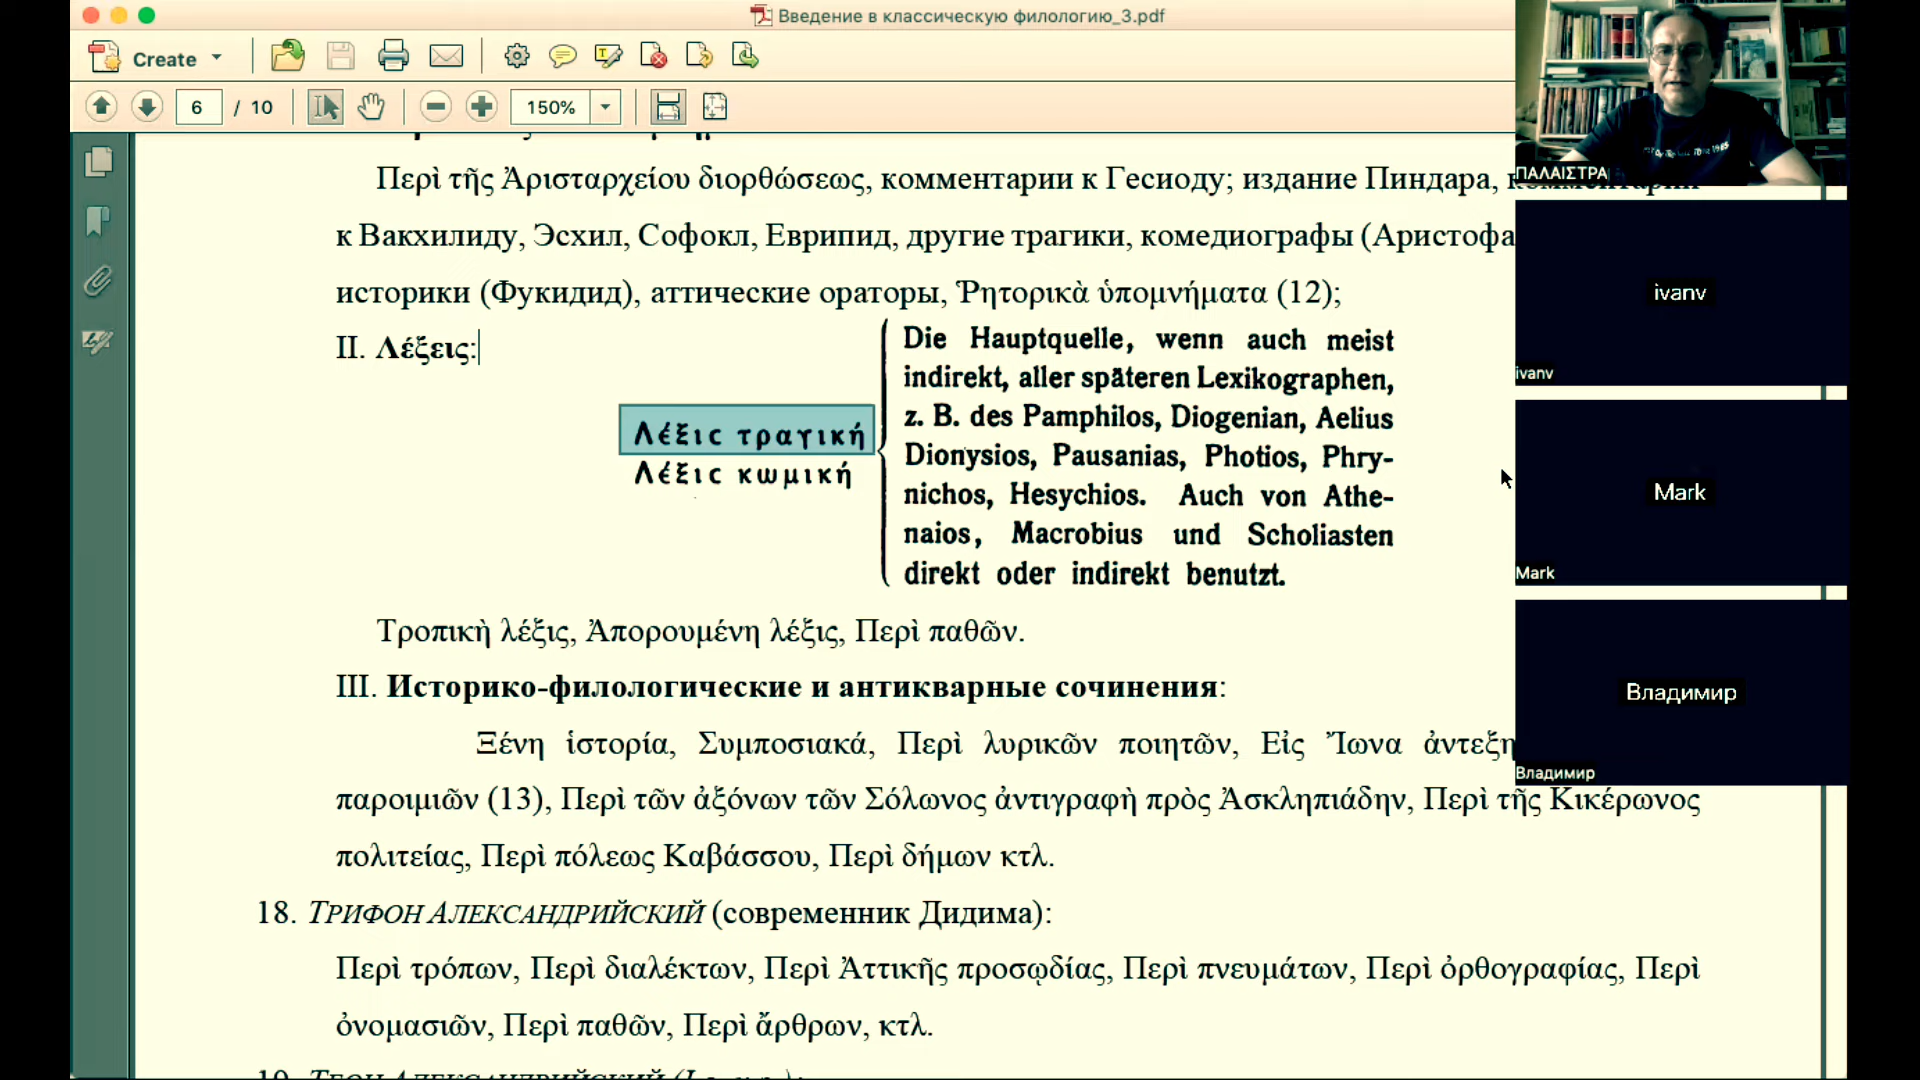 Введение в классическую филологию_3.pdf
Create
6 / 10 150%
Περὶ τῆς Ἀρισταρχείου διορθώσεως, комментарии к Гесиоду; издание Пиндара,
к Вакхилиду, Эсхил, Софокл, Еврипид, другие трагики, комедиографы (Аристофа
историки (Фукидид), аттические ораторы, Ῥητορικὰ ὑπομνήματα (12);
II. Λέξεις:
Λέξιϲ τραγική
Λέξιϲ κωμική
Die Hauptquelle, wenn auch meist
indirekt, aller späteren Lexikographen,
z. B. des Pamphilos, Diogenian, Aelius
Dionysios, Pausanias, Photios, Phry-
nichos, Hesychios. Auch von Athe-
naios, Macrobius und Scholiasten
direkt oder indirekt benutzt.
Τροπικὴ λέξις, Ἀπορουμένη λέξις, Περὶ παθῶν.
III. Историко-филологические и антикварные сочинения:
Ξένη ἱστορία, Συμποσιακά, Περὶ λυρικῶν ποιητῶν, Εἰς Ἴωνα ἀντεξη
παροιμιῶν (13), Περὶ τῶν ἀξόνων τῶν Σόλωνος ἀντιγραφὴ πρὸς Ἀσκληπιάδην, Περὶ τῆς Κικέρωνος
πολιτείας, Περὶ πόλεως Καβάσσου, Περὶ δήμων κτλ.
18. ТРИФОН АЛЕКСАНДРИЙСКИЙ (современник Дидима):
Περὶ τρόπων, Περὶ διαλέκτων, Περὶ Ἀττικῆς προσῳδίας, Περὶ πνευμάτων, Περὶ ὀρθογραφίας, Περὶ
ὀνομασιῶν, Περὶ παθῶν, Περὶ ἄρθρων, κτλ.
ΠΑΛΑΙΣΤΡΑ
ivanv
ivanv
Mark
Mark
Владимир
Владимир